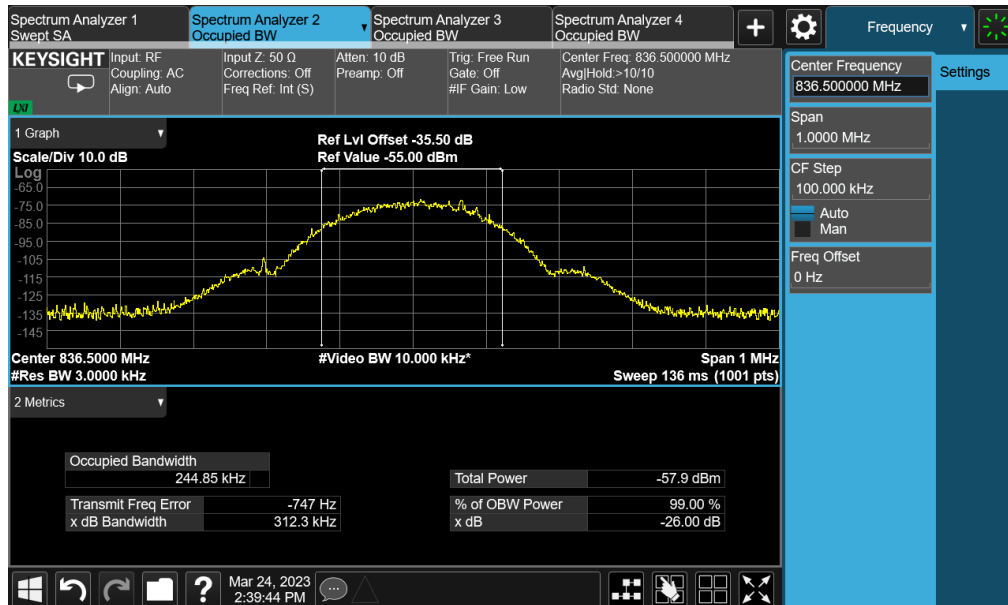 Spectrum Analyzer 1
Swept SA
Spectrum Analyzer 2
Occupied BW
Spectrum Analyzer 3
Occupied BW
Spectrum Analyzer 4
Occupied BW
Frequency
KEYSIGHT
LXI
Input: RF
Coupling: AC
Align: Auto
Input Z: 50 Ω
Corrections: Off
Freq Ref: Int (S)
Atten: 10 dB
Preamp: Off
Trig: Free Run
Gate: Off
#IF Gain: Low
Center Freq: 836.500000 MHz
Avg|Hold:>10/10
Radio Std: None
Center Frequency
836.500000 MHz
Settings
Span
1.0000 MHz
CF Step
100.000 kHz
Auto
Man
Freq Offset
0 Hz
1 Graph
Scale/Div 10.0 dB
Ref Lvl Offset -35.50 dB
Ref Value -55.00 dBm
Log
-65.0
-75.0
-85.0
-95.0
-105
-115
-125
-135
-145
Center 836.5000 MHz
#Video BW 10.000 kHz*
Span 1 MHz
#Res BW 3.0000 kHz
Sweep 136 ms (1001 pts)
2 Metrics
Occupied Bandwidth
244.85 kHz
Total Power -57.9 dBm
Transmit Freq Error -747 Hz
% of OBW Power 99.00 %
x dB Bandwidth 312.3 kHz
x dB -26.00 dB
?
Mar 24, 2023
2:39:44 PM